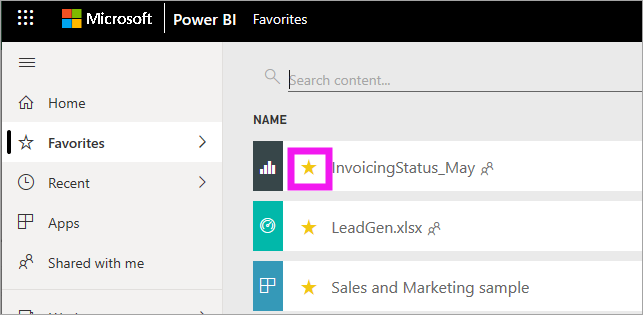 Microsoft Power BI Favorites
Search content...
Home
NAME
Favorites
InvoicingStatus_May
Recent
Apps
LeadGen.xlsx
Shared with me
Sales and Marketing sample